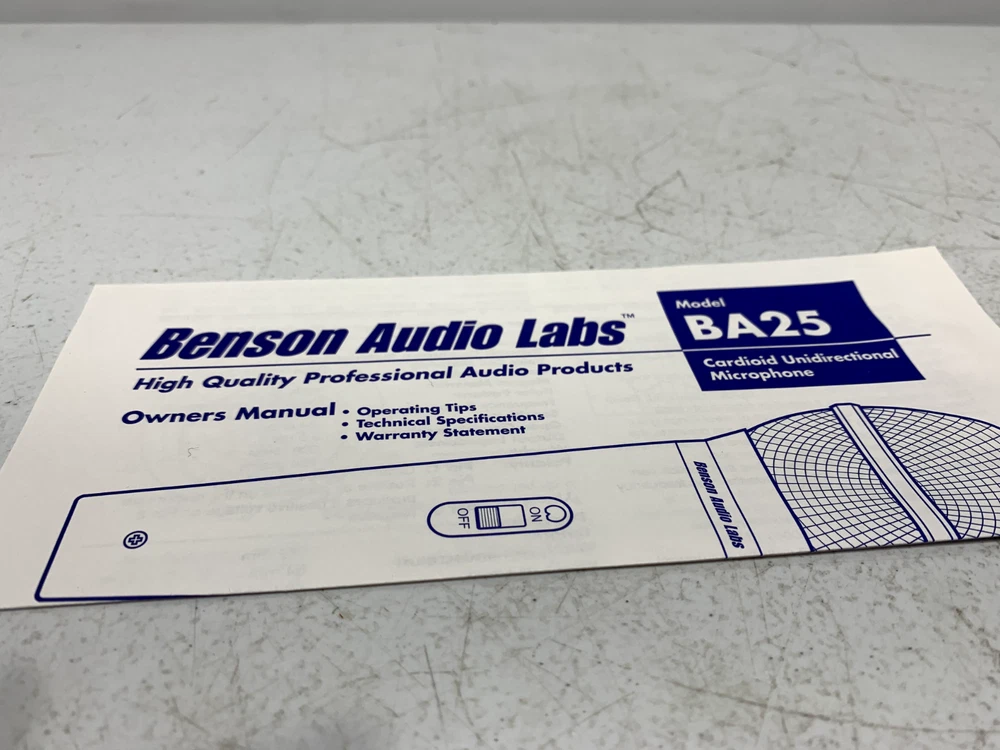 Benson Audio Labs™
High Quality Professional Audio Products
Model
BA25
Cardioid Unidirectional
Microphone
Owners Manual
• Operating Tips
• Technical Specifications
• Warranty Statement
OFF
ON
Benson Audio Labs